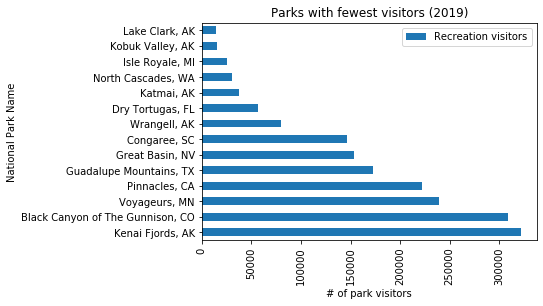 Parks with fewest visitors (2019)
Recreation visitors
National Park Name
Lake Clark, AK
Kobuk Valley, AK
Isle Royale, MI
North Cascades, WA
Katmai, AK
Dry Tortugas, FL
Wrangell, AK
Congaree, SC
Great Basin, NV
Guadalupe Mountains, TX
Pinnacles, CA
Voyageurs, MN
Black Canyon of The Gunnison, CO
Kenai Fjords, AK
0
50000
100000
150000
200000
250000
300000
# of park visitors